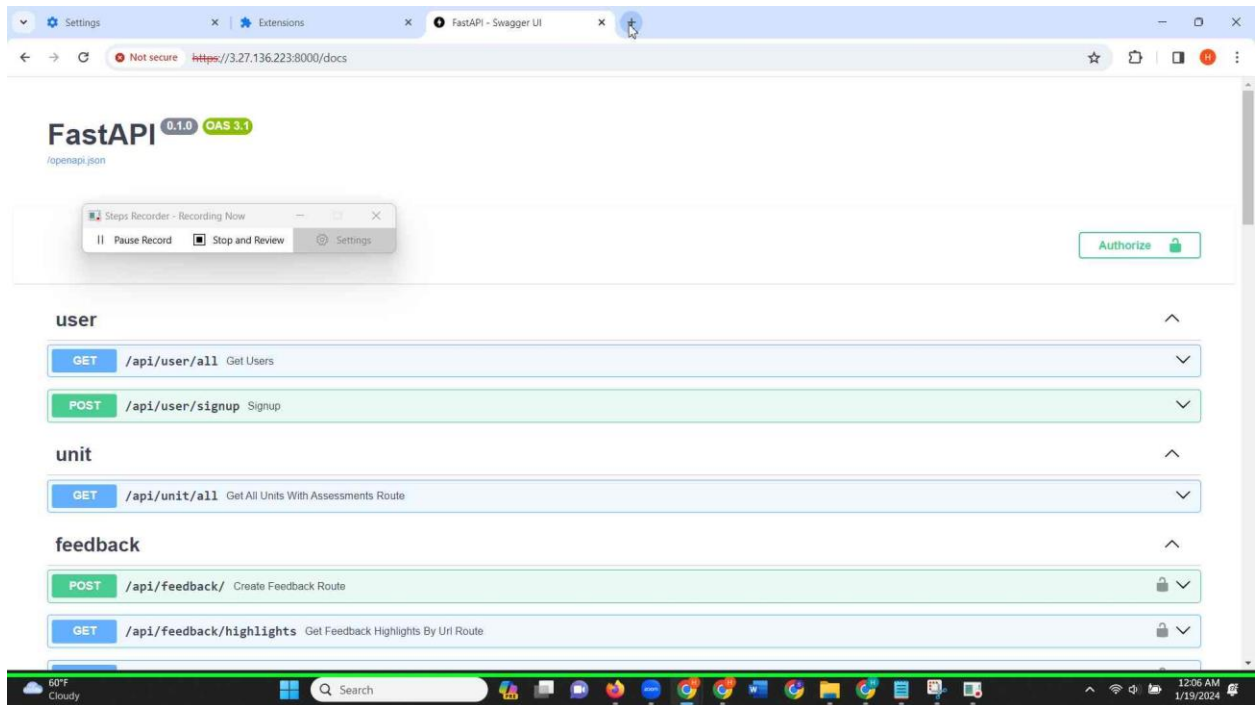 Settings
Extensions
FastAPI - Swagger UI
Not secure https://3.27.136.223:8000/docs
H
FastAPI 0.1.0 OAS 3.1
/openapi.json
Steps Recorder - Recording Now
Pause Record Stop and Review Settings
Authorize
user
GET /api/user/all Get Users
POST /api/user/signup Signup
unit
GET /api/unit/all Get All Units With Assessments Route
feedback
POST /api/feedback/ Create Feedback Route
GET /api/feedback/highlights Get Feedback Highlights By Url Route
60°F
Cloudy
Search
zoom
12:06 AM
1/19/2024